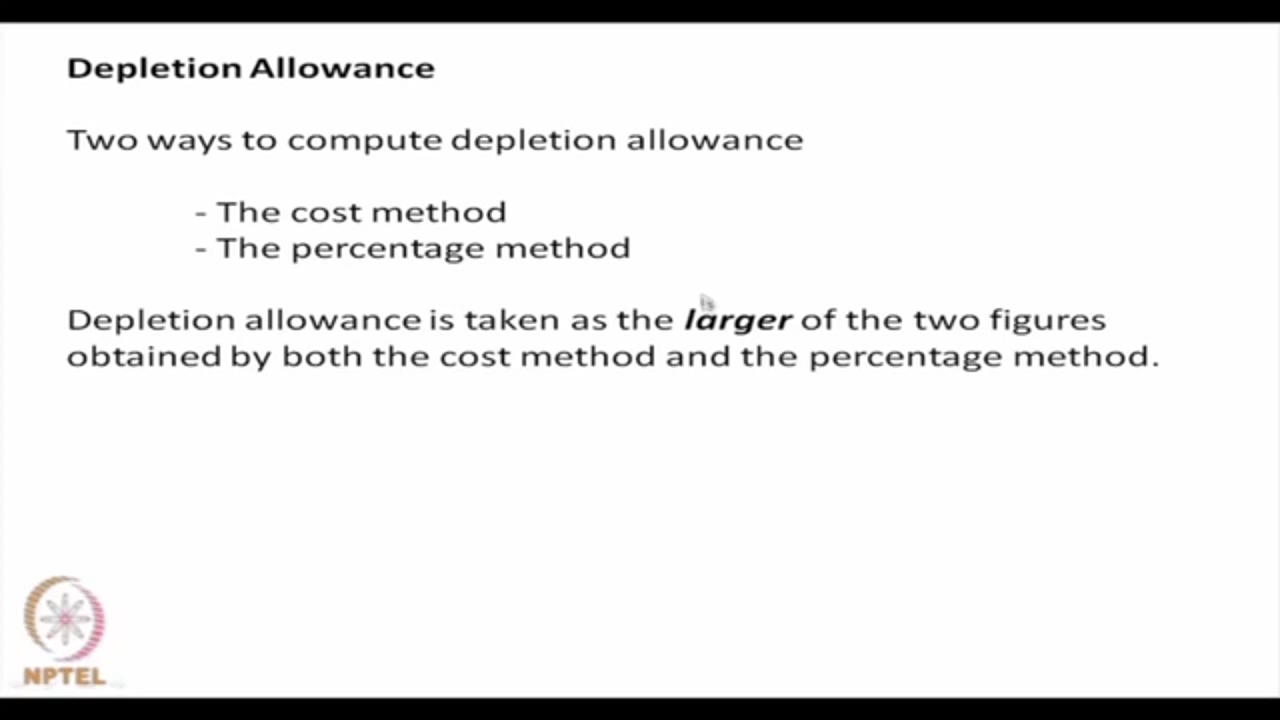 Depletion Allowance
Two ways to compute depletion allowance
- The cost method
- The percentage method
Depletion allowance is taken as the larger of the two figures
obtained by both the cost method and the percentage method.
NPTEL